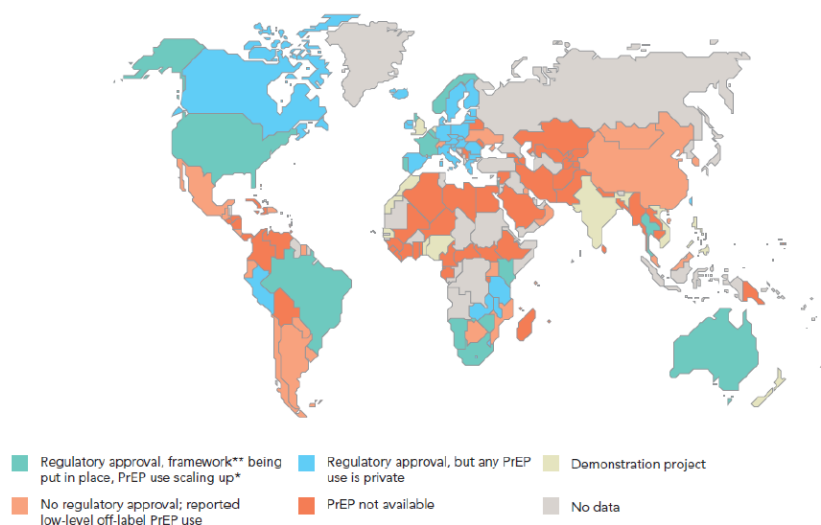 Regulatory approval, framework** being
put in place, PrEP use scaling up*
Regulatory approval, but any PrEP
use is private
Demonstration project
No regulatory approval; reported
low-level off-label PrEP use
PrEP not available
No data